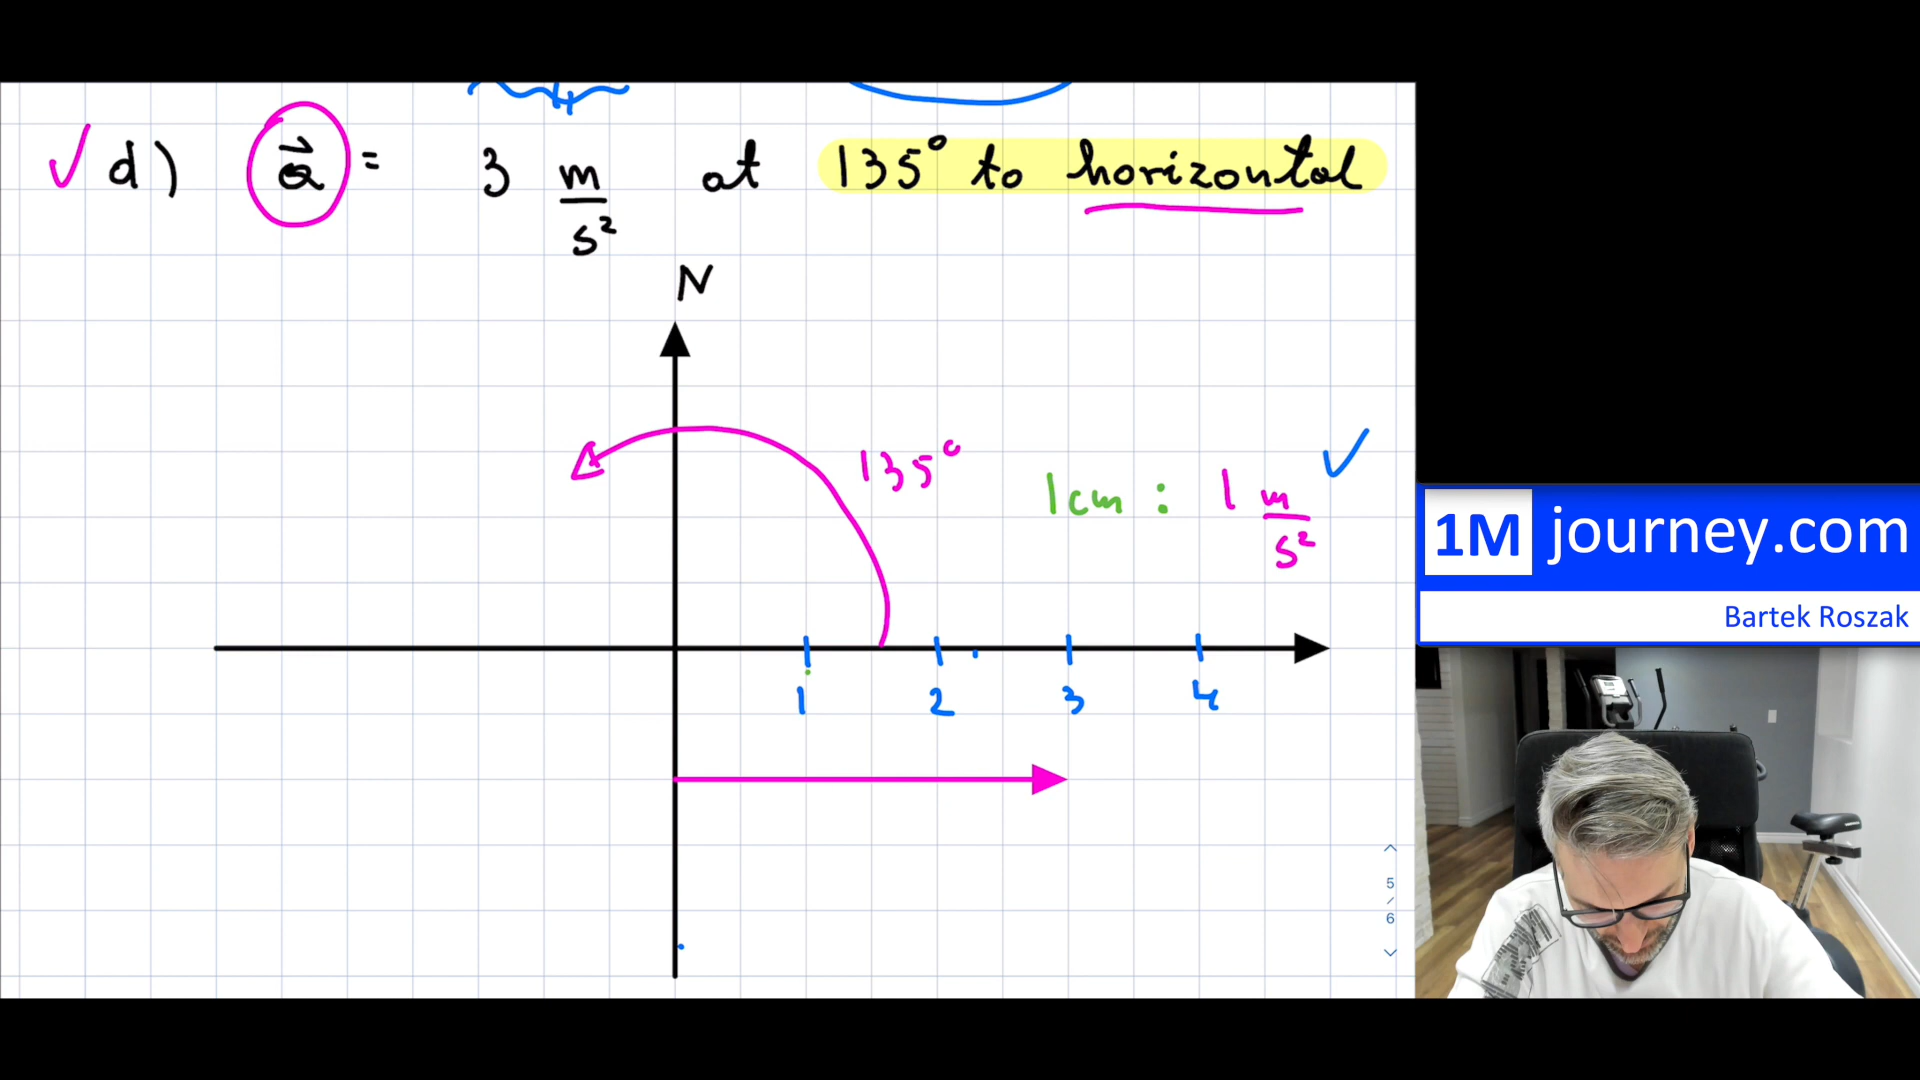 d) a⃗ = 3 m/s² at 135° to horizontal
N
135°
1cm : 1 m/s²
1 2 3 4
5
/
6
1M journey.com
Bartek Roszak